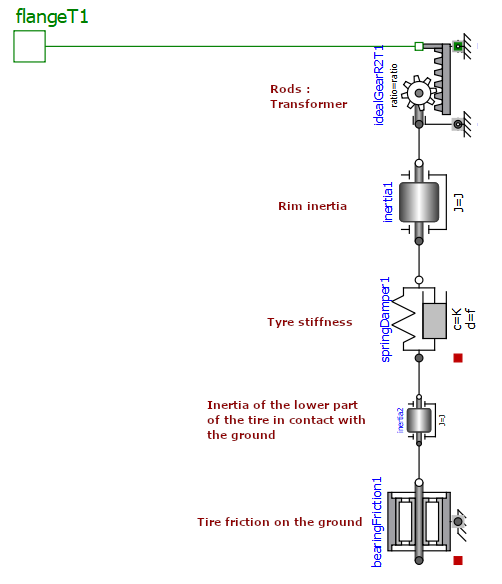 flangeT1
idealGearR2T1
ratio=ratio
Rods :
Transformer
inertia1
J=J
Rim inertia
springDamper1
c=K
d=f
Tyre stiffness
inertia2
J=J
Inertia of the lower part
of the tire in contact with
the ground
bearingFriction1
Tire friction on the ground